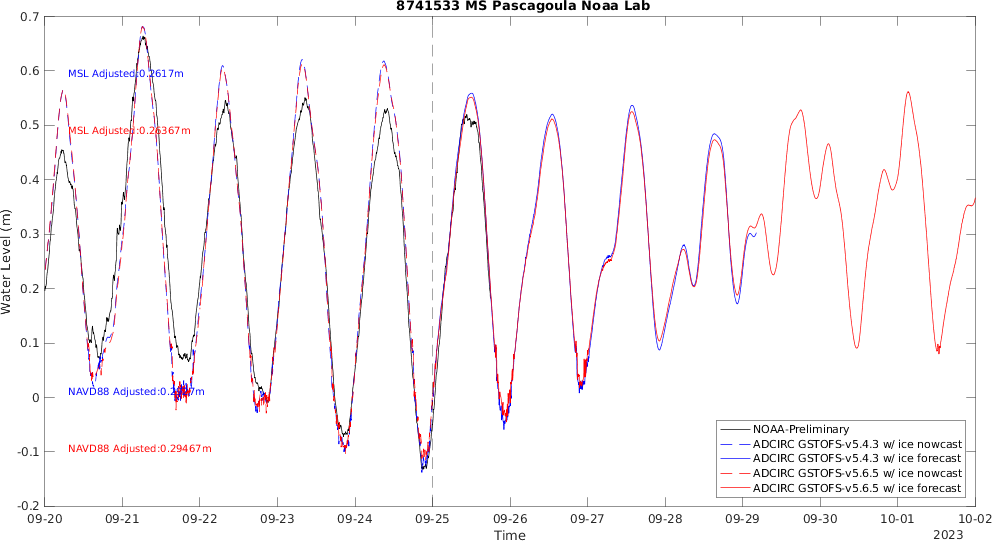 8741533 MS Pascagoula Noaa Lab
0.7
0.6
0.5
0.4
0.3
0.2
0.1
0
-0.1
-0.2
Water Level (m)
MSL Adjusted:0.2617m
MSL Adjusted:0.26367m
NAVD88 Adjusted:
NAVD88 Adjusted:0.29467m
NOAA-Preliminary
ADCIRC GSTOFS-v5.4.3 w/ ice nowcast
ADCIRC GSTOFS-v5.4.3 w/ ice forecast
ADCIRC GSTOFS-v5.6.5 w/ ice nowcast
ADCIRC GSTOFS-v5.6.5 w/ ice forecast
09-20 09-21 09-22 09-23 09-24 09-25 09-26 09-27 09-28 09-29 09-30 10-01 10-02
Time
2023